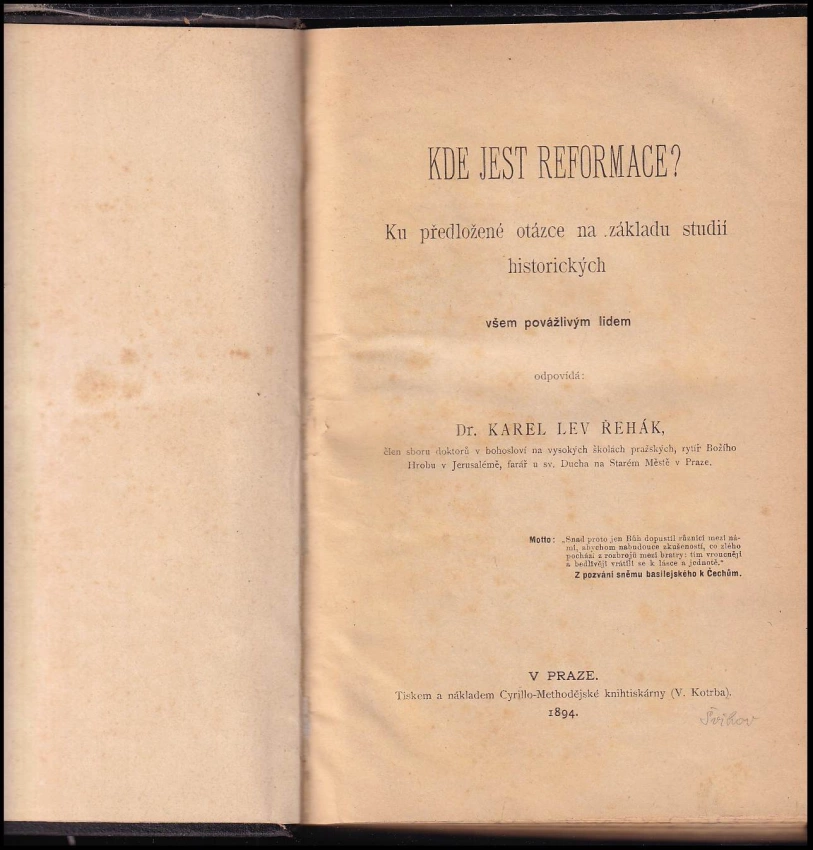 KDE JEST REFORMACE?
Ku předložené otázce na základu studií
historických
všem povážlivým lidem
odpovídá:
Dr. KAREL LEV ŘEHÁK,
člen sboru doktorů v bohosloví na vysokých školách pražských, rytíř Božího
Hrobu v Jerusalémě, farář u sv. Ducha na Starém Městě v Praze.
Motto: „Snad proto jen Bůh dopustil různici mezi ná-
mi, abychom nabudouce zkušenosti, co zlého
pochází z rozbrojů mezi bratry: tím vroucněji
a bedlivěji vrátili se k lásce a jednotě.“
Z pozvání sněmu basilejského k Čechům.
V PRAZE.
Tiskem a nákladem Cyrillo-Methodějské knihtiskárny (V. Kotrba).
1894.